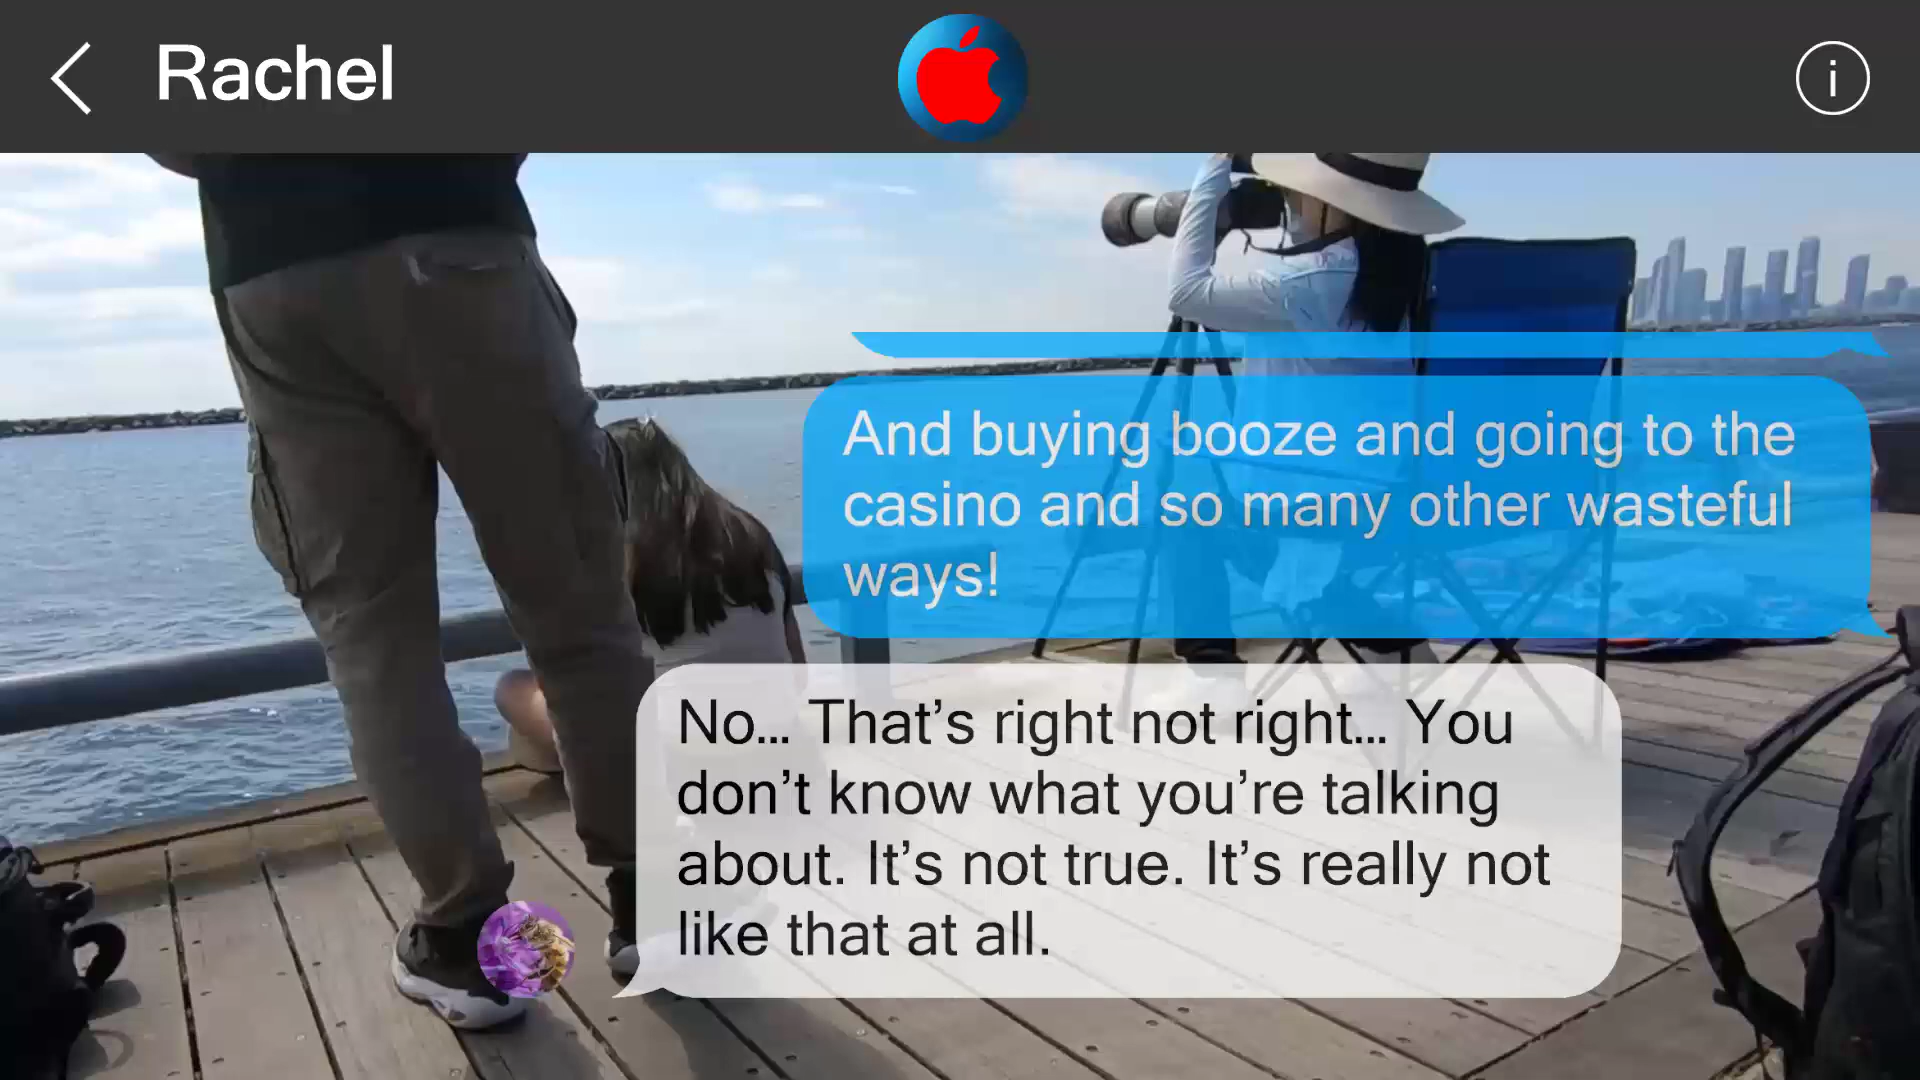 Rachel
And buying booze and going to the
casino and so many other wasteful
ways!
No... That’s right not right... You
don’t know what you’re talking
about. It’s not true. It’s really not
like that at all.